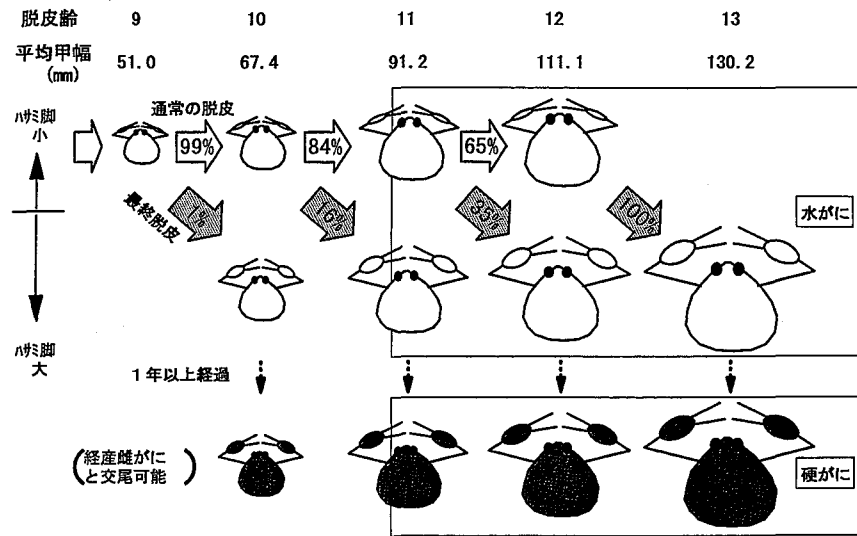 脱皮齢 9 10 11 12 13
平均甲幅 (mm) 51.0 67.4 91.2 111.1 130.2
ハサミ脚 小
通常の脱皮
99% 84% 65%
最終脱皮
1% 16% 35% 100%
水がに
ハサミ脚 大
1年以上経過
(経産雌がに
と交尾可能)
硬がに